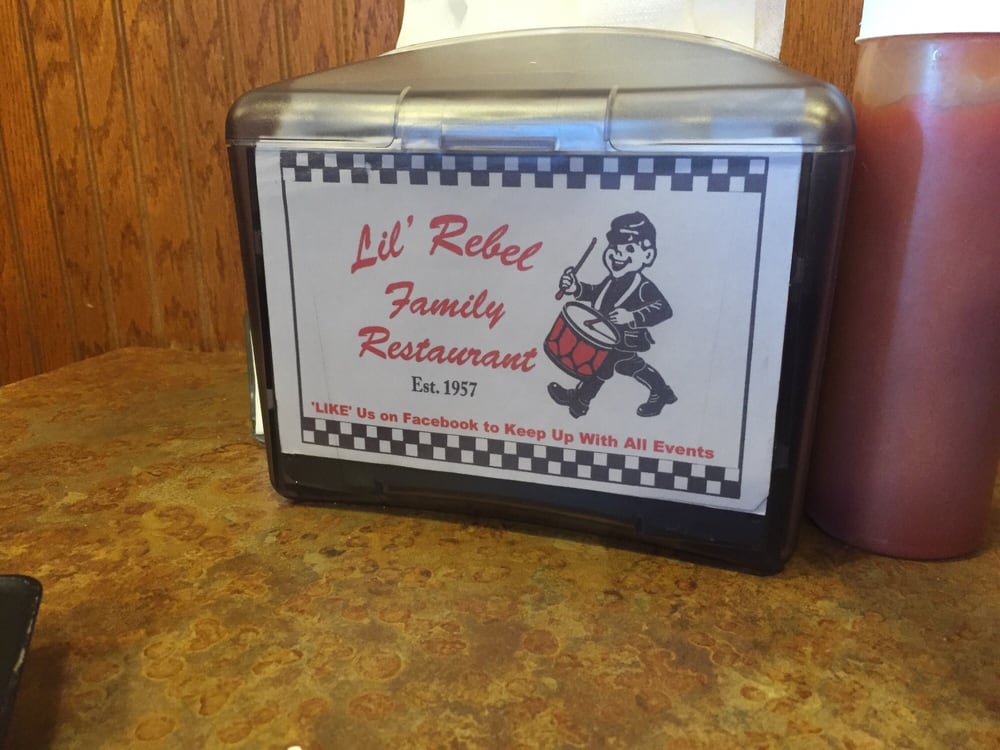 Lil' Rebel
Family
Restaurant
Est. 1957
'LIKE' Us on Facebook to Keep Up With All Events